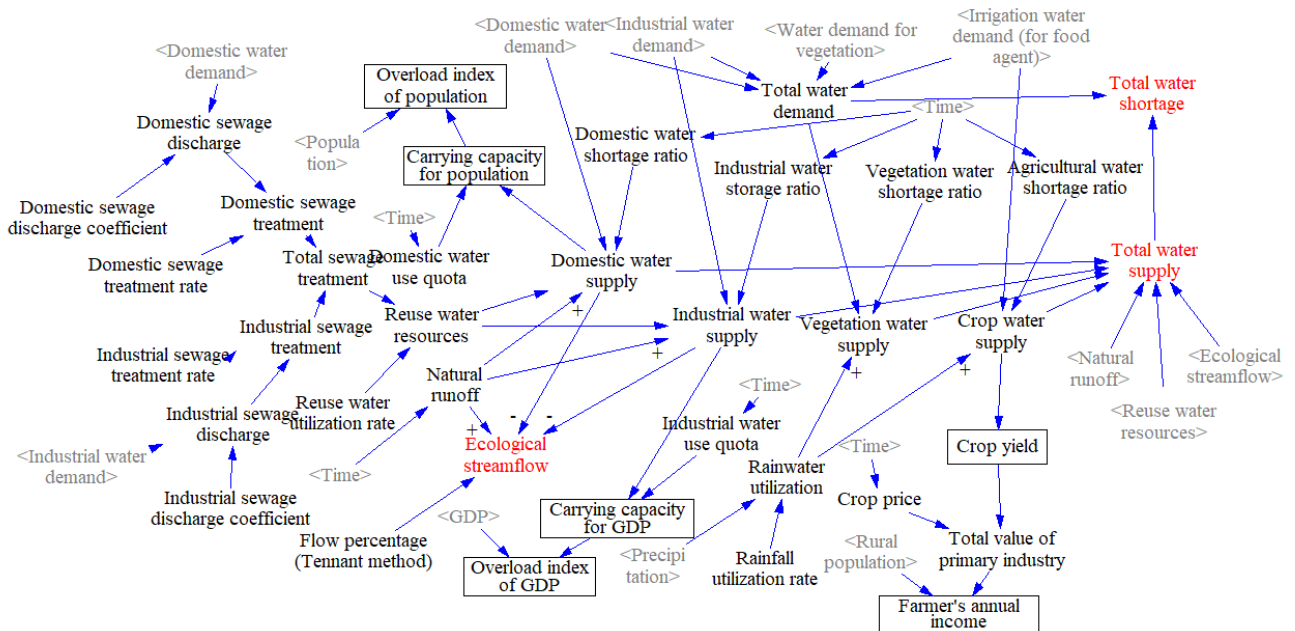 <Domestic water
demand>
<Industrial water
demand>
<Water demand for
vegetation>
<Irrigation water
demand (for food
agent)>
<Domestic water
demand>
Overload index
of population
Total water
demand
Total water
shortage
<Time>
Domestic sewage
discharge
<Popula
tion>
Domestic water
shortage ratio
Carrying capacity
for population
Industrial water
storage ratio
Vegetation water
shortage ratio
Agricultural water
shortage ratio
Domestic sewage
discharge coefficient
Domestic sewage
treatment
<Time>
Domestic sewage
treatment rate
Total sewage
treatment
Domestic water
use quota
Domestic water
supply
Total water
supply
+
Industrial sewage
treatment
Reuse water
resources
Industrial water
supply
Vegetation water
supply
Crop water
supply
+
+
+
Industrial sewage
treatment rate
Natural
runoff
<Natural
runoff>
<Ecological
streamflow>
<Time>
Reuse water
utilization rate
Industrial sewage
discharge
- -
+
Industrial water
use quota
<Reuse water
resources>
Ecological
streamflow
<Industrial water
demand>
<Time>
Rainwater
utilization
<Time>
Crop yield
Industrial sewage
discharge coefficient
Crop price
<GDP>
Carrying capacity
for GDP
Flow percentage
(Tennant method)
<Precipi
tation>
Rainfall
utilization rate
<Rural
population>
Total value of
primary industry
Overload index
of GDP
Farmer's annual
income